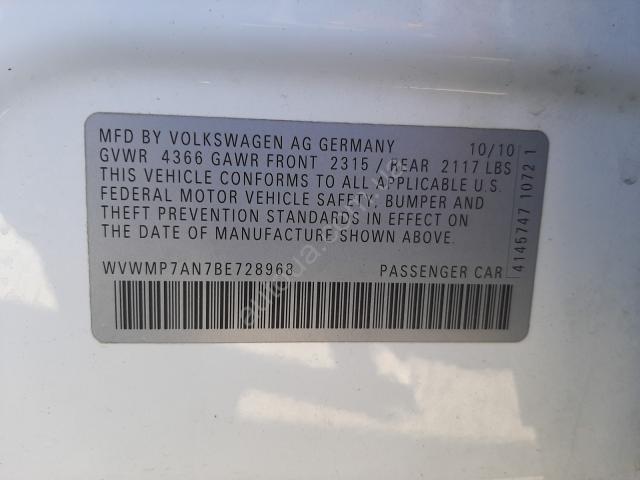 MFD BY VOLKSWAGEN AG GERMANY 10/10
GVWR 4366 GAWR FRONT 2315 / REAR 2117 LBS
THIS VEHICLE CONFORMS TO ALL APPLICABLE U.S.
FEDERAL MOTOR VEHICLE SAFETY, BUMPER AND
THEFT PREVENTION STANDARDS IN EFFECT ON
THE DATE OF MANUFACTURE SHOWN ABOVE.
WVWMP7AN7BE728968 PASSENGER CAR
4145747 1072 1